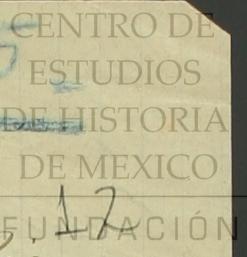 CENTRO DE
ESTUDIOS
DE HISTORIA
DE MEXICO
FUNDACIÓN
12